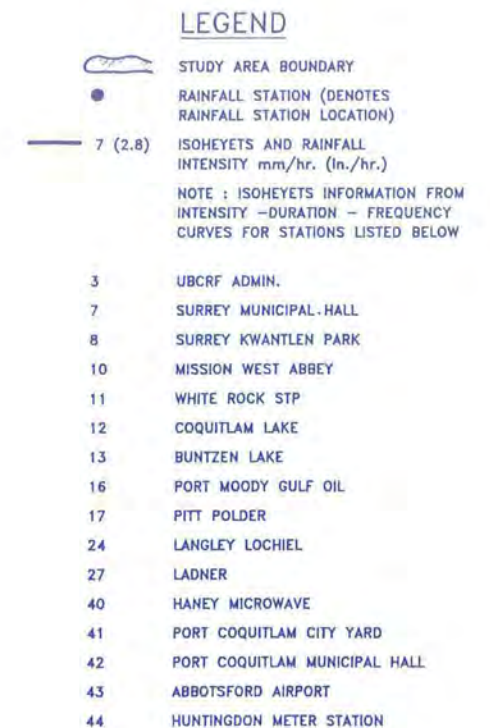 LEGEND
STUDY AREA BOUNDARY
RAINFALL STATION (DENOTES
RAINFALL STATION LOCATION)
7 (2.8) ISOHEYETS AND RAINFALL
INTENSITY mm/hr. (In./hr.)
NOTE : ISOHEYETS INFORMATION FROM
INTENSITY -DURATION - FREQUENCY
CURVES FOR STATIONS LISTED BELOW
3 UBCRF ADMIN.
7 SURREY MUNICIPAL HALL
8 SURREY KWANTLEN PARK
10 MISSION WEST ABBEY
11 WHITE ROCK STP
12 COQUITLAM LAKE
13 BUNTZEN LAKE
16 PORT MOODY GULF OIL
17 PITT POLDER
24 LANGLEY LOCHIEL
27 LADNER
40 HANEY MICROWAVE
41 PORT COQUITLAM CITY YARD
42 PORT COQUITLAM MUNICIPAL HALL
43 ABBOTSFORD AIRPORT
44 HUNTINGDON METER STATION